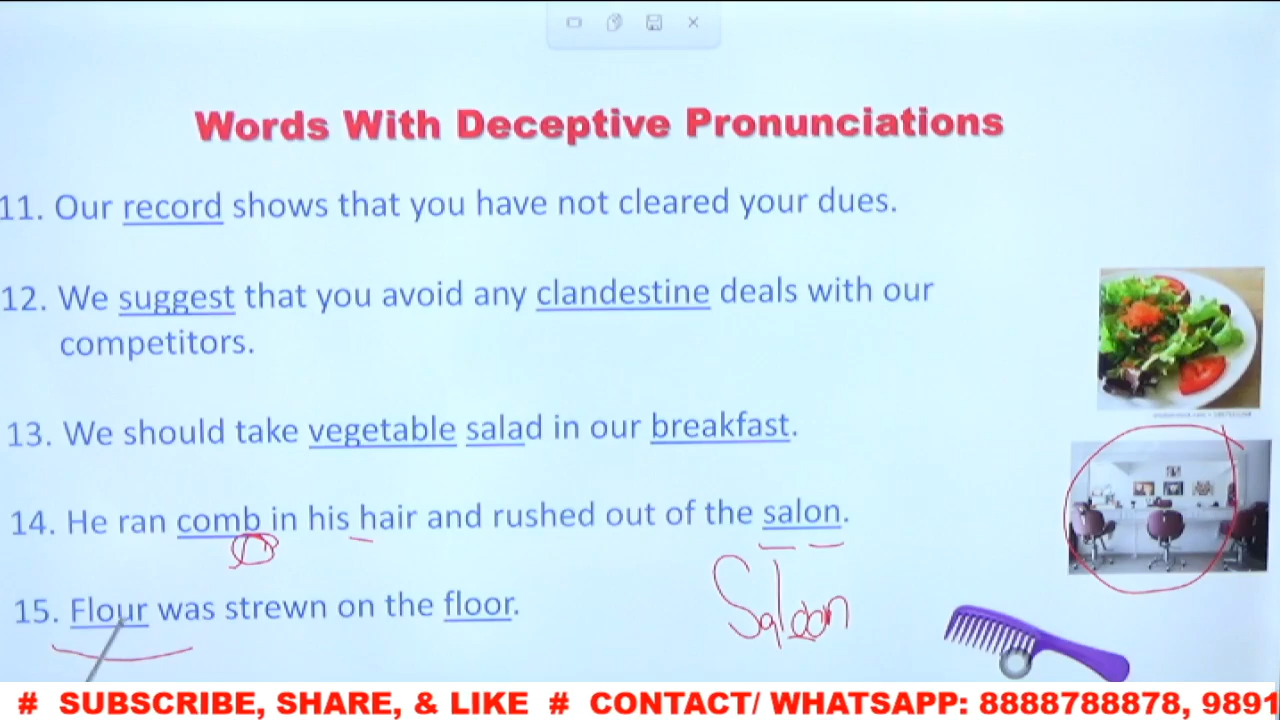 Words With Deceptive Pronunciations
11. Our record shows that you have not cleared your dues.
12. We suggest that you avoid any clandestine deals with our
competitors.
13. We should take vegetable salad in our breakfast.
14. He ran comb in his hair and rushed out of the salon.
Saloon
15. Flour was strewn on the floor.
# SUBSCRIBE, SHARE, & LIKE # CONTACT/ WHATSAPP: 8888788878, 9891